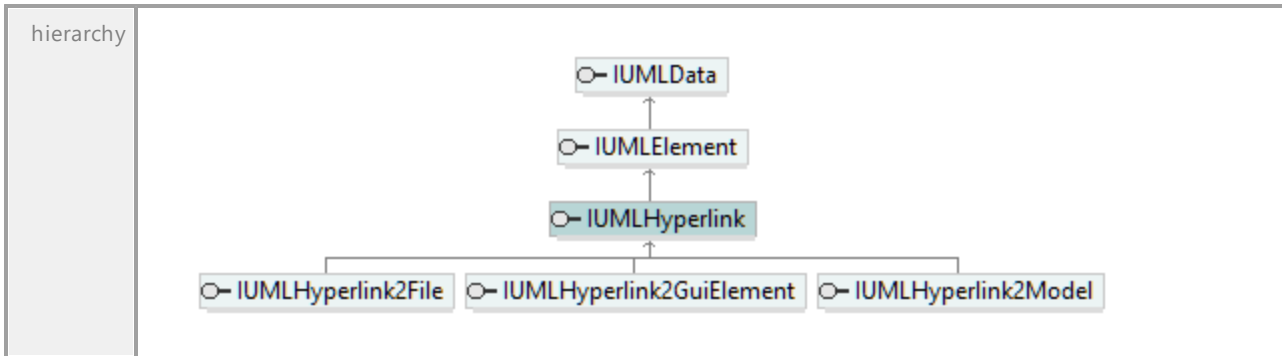 hierarchy
IUMLData
IUMLElement
IUMLHyperlink
IUMLHyperlink2File IUMLHyperlink2GuiElement IUMLHyperlink2Model